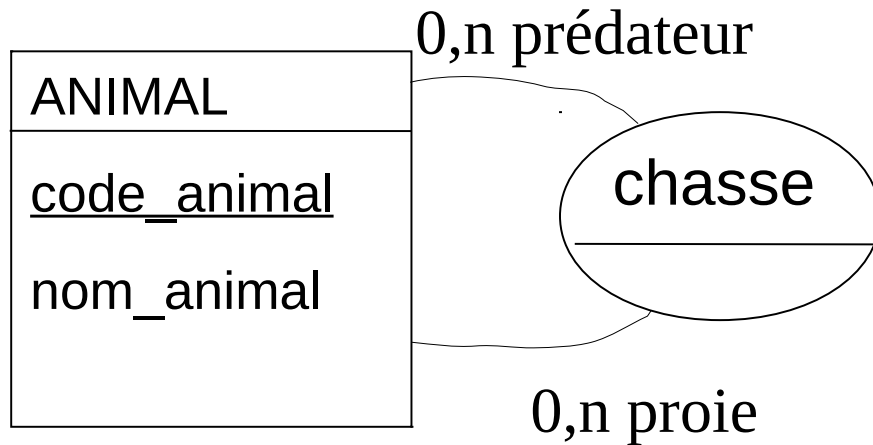 0,n prédateur
ANIMAL
chasse
code_animal
nom_animal
0,n proie